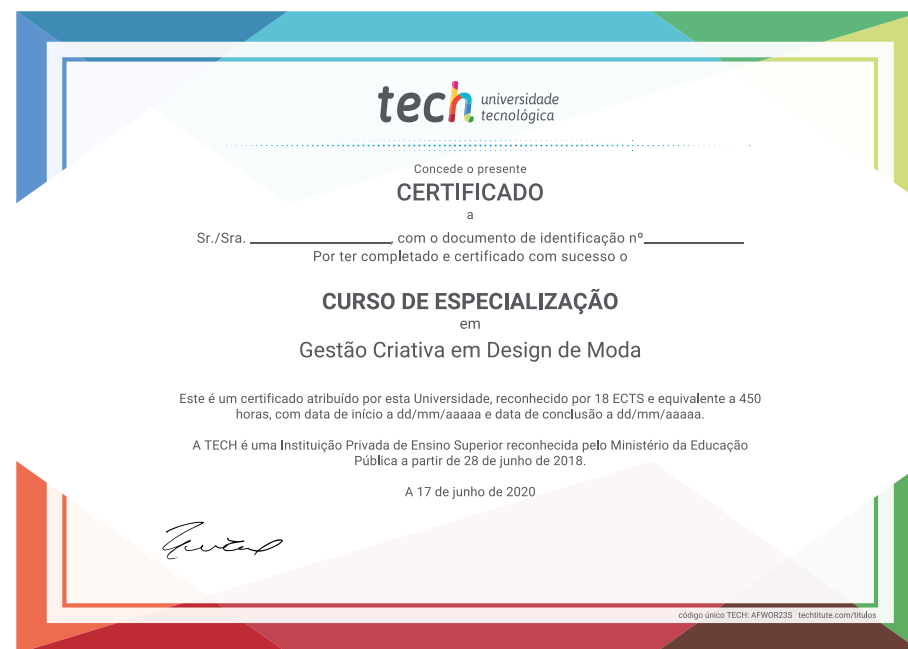 tech universidade
tecnológica
Concede o presente
CERTIFICADO
a
Sr./Sra. ____________, com o documento de identificação nº____________
Por ter completado e certificado com sucesso o
CURSO DE ESPECIALIZAÇÃO
em
Gestão Criativa em Design de Moda
Este é um certificado atribuído por esta Universidade, reconhecido por 18 ECTS e equivalente a 450
horas, com data de início a dd/mm/aaaaa e data de conclusão a dd/mm/aaaaa.
A TECH é uma Instituição Privada de Ensino Superior reconhecida pelo Ministério da Educação
Pública a partir de 28 de junho de 2018.
A 17 de junho de 2020
código único TECH: AFWOR23S techtitute.com/titulos